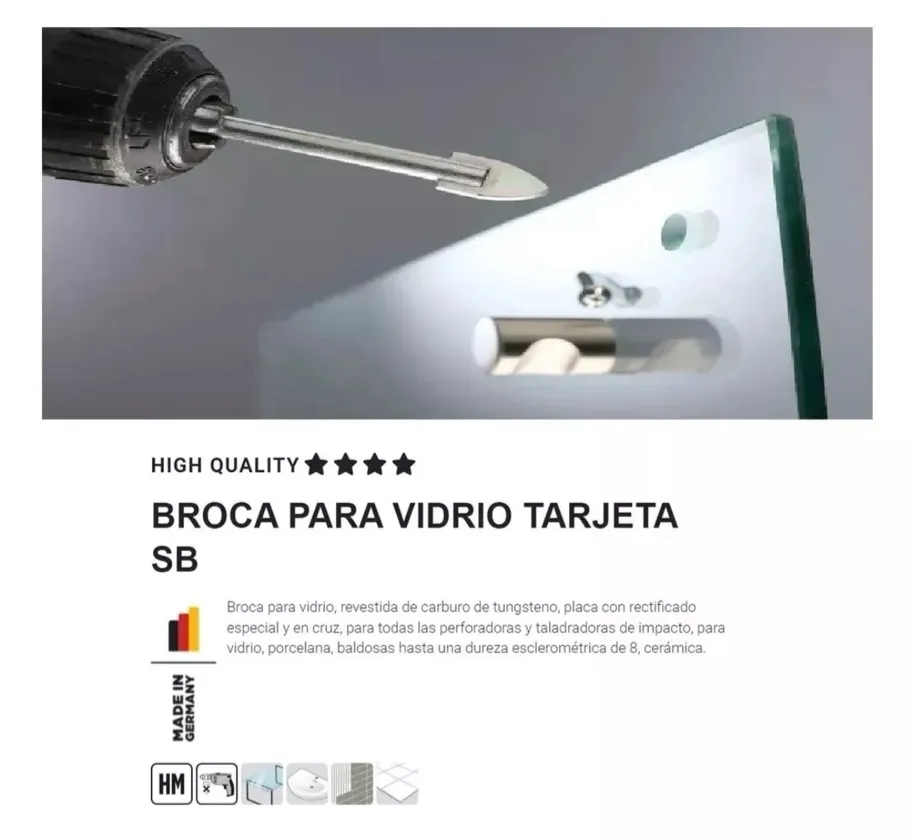 HIGH QUALITY ★★★★
BROCA PARA VIDRIO TARJETA
SB
Broca para vidrio, revestida de carburo de tungsteno, placa con rectificado
especial y en cruz, para todas las perforadoras y taladradoras de impacto, para
vidrio, porcelana, baldosas hasta una dureza esclerométrica de 8, cerámica.
MADE IN
GERMANY
HM